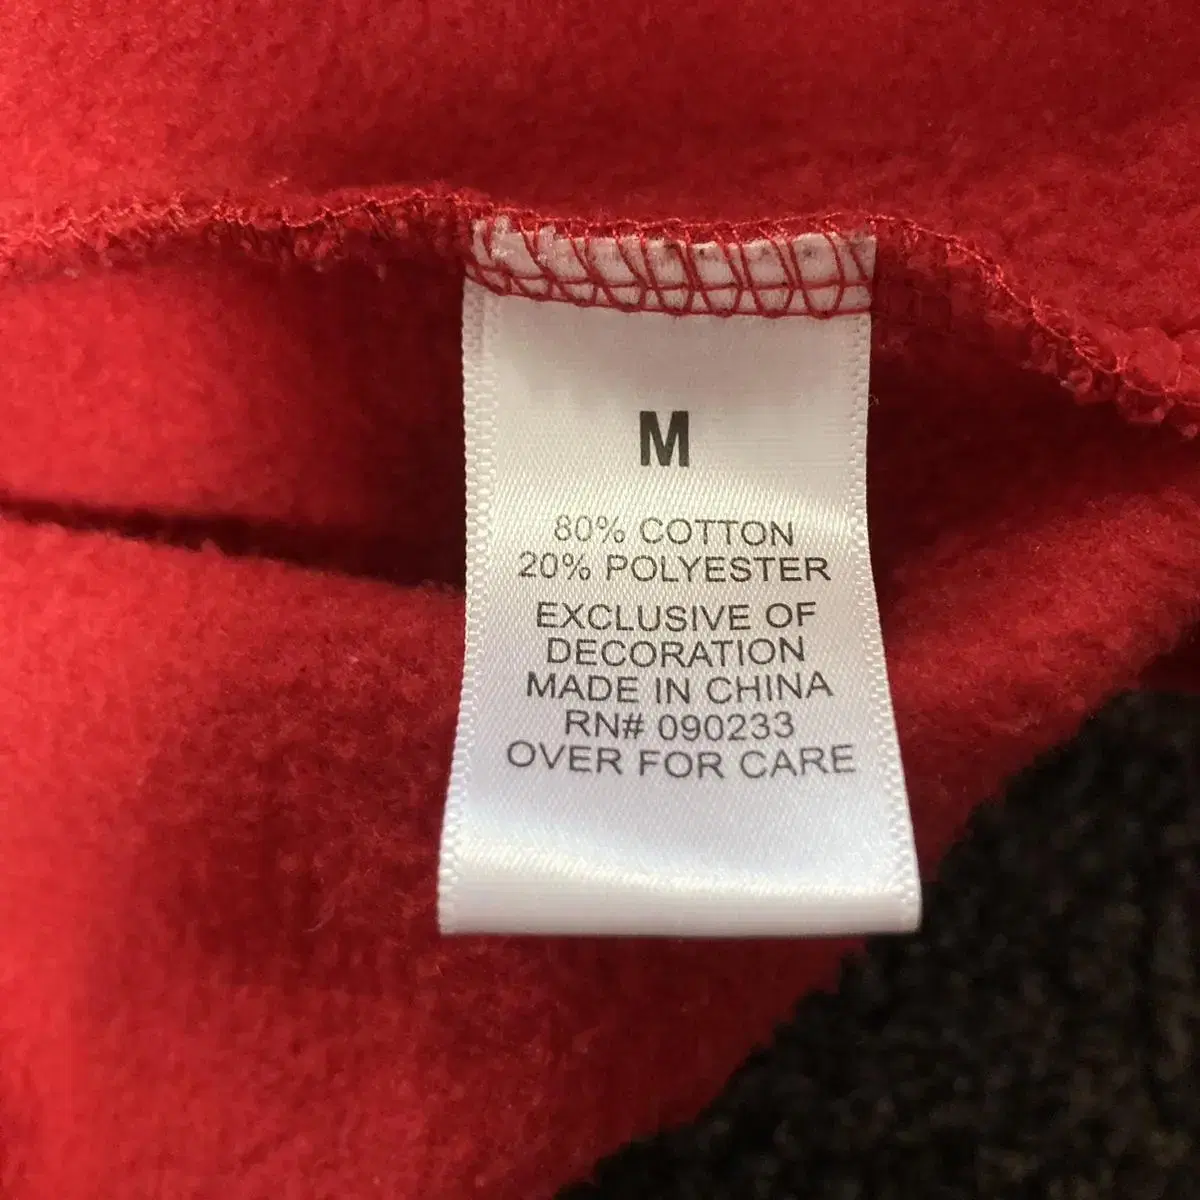 M
80% COTTON
20% POLYESTER
EXCLUSIVE OF
DECORATION
MADE IN CHINA
RN# 090233
OVER FOR CARE